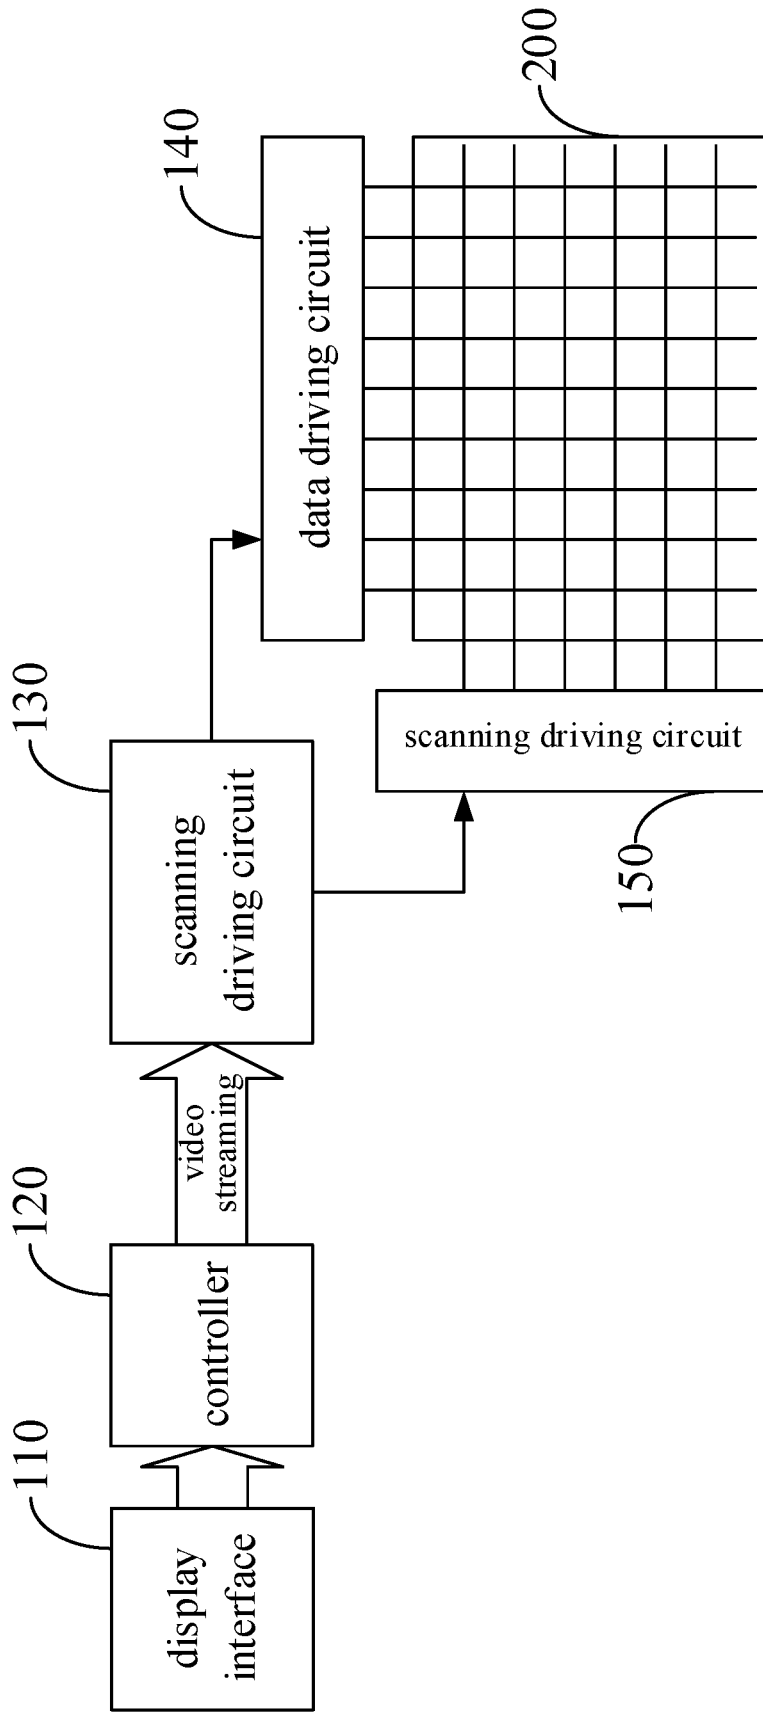 110
display
interface
120
controller
video
streaming
130
scanning
driving circuit
140
data driving circuit
150
scanning driving circuit
200